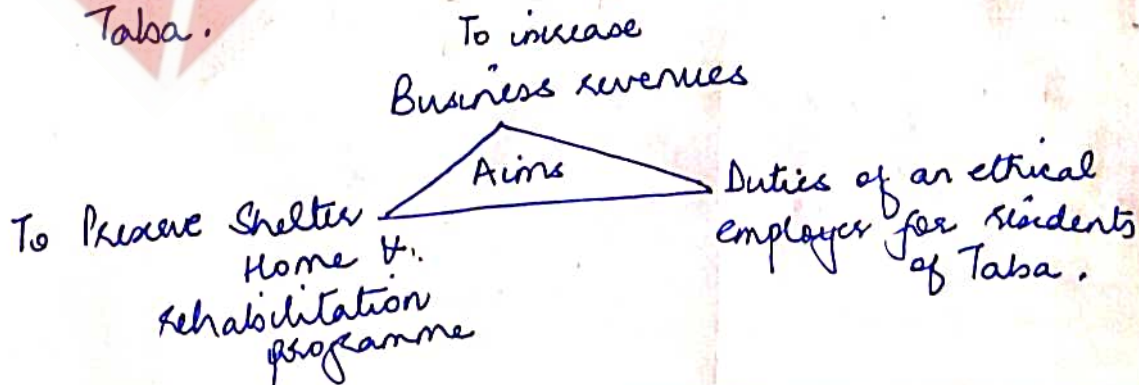 Taba.
To increase
Business revenues
Aims
To Preserve Shelter
Home &.
rehabilitation
programme
Duties of an ethical
employer for residents
of Taba.